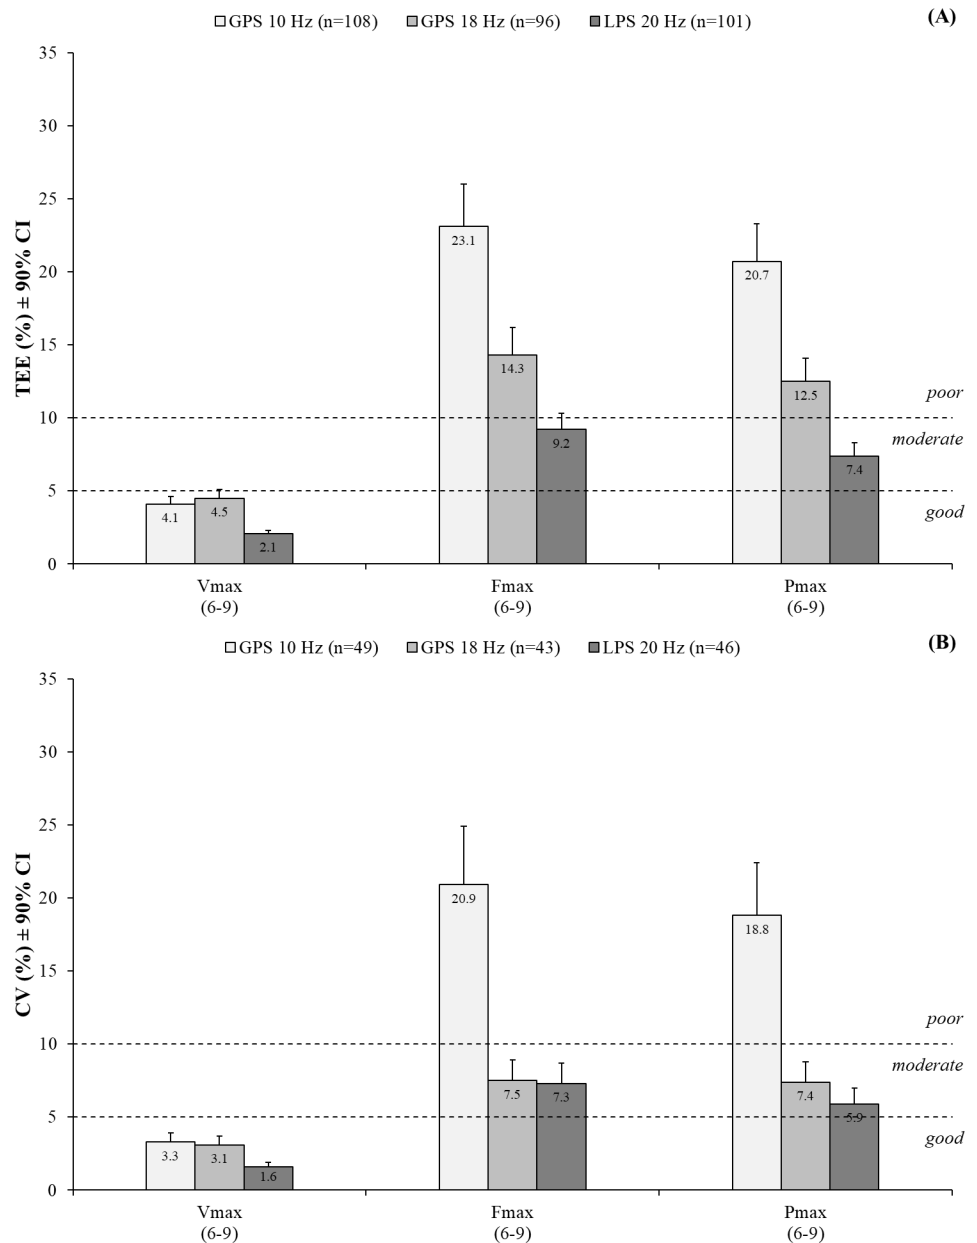 GPS 10 Hz (n=108) GPS 18 Hz (n=96) LPS 20 Hz (n=101) (A)
35
30
25
20
15
10
5
0
TEE (%) ± 90% CI
4.1 4.5 2.1
23.1 14.3 9.2
20.7 12.5 7.4
poor
moderate
good
Vmax Fmax Pmax
(6-9) (6-9) (6-9)
GPS 10 Hz (n=49) GPS 18 Hz (n=43) LPS 20 Hz (n=46) (B)
35
30
25
20
15
10
5
0
CV (%) ± 90% CI
3.3 3.1 1.6
20.9 7.5 7.3
18.8 7.4 5.9
poor
moderate
good
Vmax Fmax Pmax
(6-9) (6-9) (6-9)